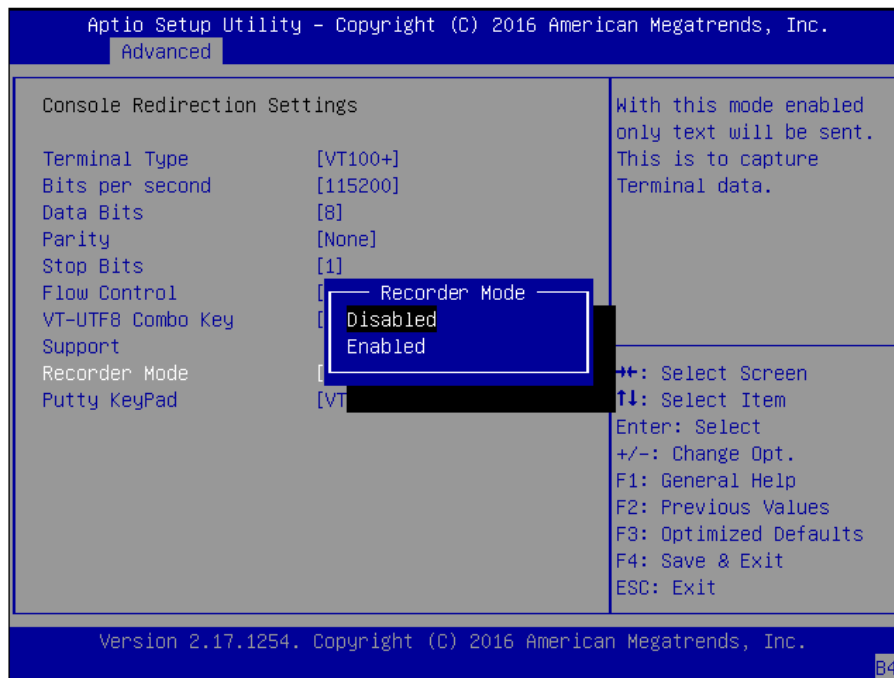 Aptio Setup Utility – Copyright (C) 2016 American Megatrends, Inc.
Advanced
Console Redirection Settings
Terminal Type [VT100+]
Bits per second [115200]
Data Bits [8]
Parity [None]
Stop Bits [1]
Flow Control [
VT-UTF8 Combo Key [
Support
Recorder Mode [
Putty KeyPad [VT
Recorder Mode
Disabled
Enabled
With this mode enabled
only text will be sent.
This is to capture
Terminal data.
→←: Select Screen
↑↓: Select Item
Enter: Select
+/-: Change Opt.
F1: General Help
F2: Previous Values
F3: Optimized Defaults
F4: Save & Exit
ESC: Exit
Version 2.17.1254. Copyright (C) 2016 American Megatrends, Inc.
B4